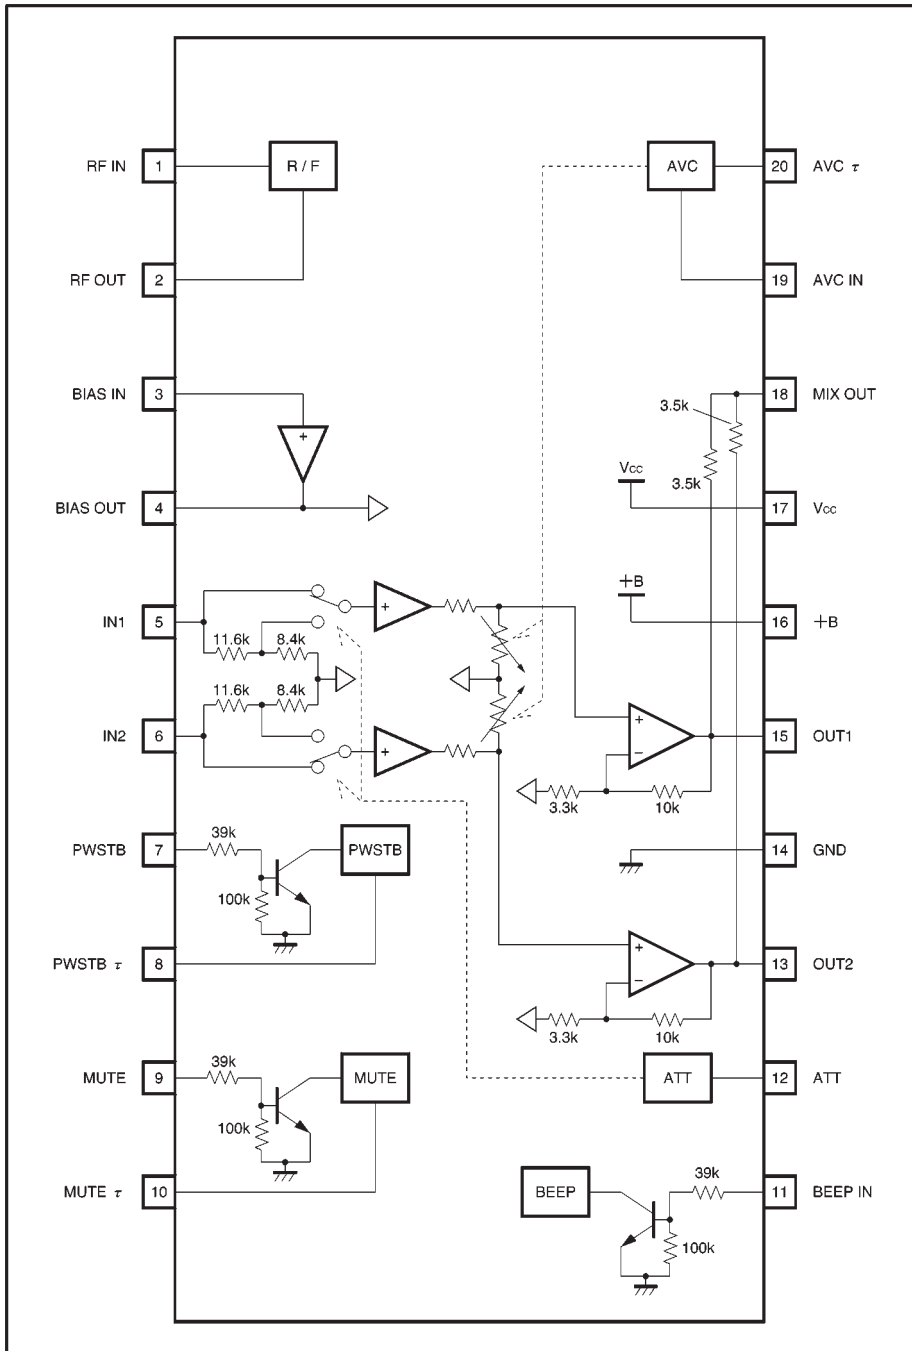 RF IN 1 R / F AVC 20 AVC τ
RF OUT 2 19 AVC IN
BIAS IN 3 + 18 MIX OUT
3.5k
3.5k
Vcc
BIAS OUT 4 17 Vcc
+B
IN1 5 + 16 +B
11.6k 8.4k
11.6k 8.4k
IN2 6 + + 15 OUT1
−
3.3k 10k
39k
PWSTB 7 PWSTB 14 GND
100k
PWSTB τ 8 + 13 OUT2
−
3.3k 10k
39k
MUTE 9 MUTE ATT 12 ATT
100k
39k
MUTE τ 10 BEEP 11 BEEP IN
100k